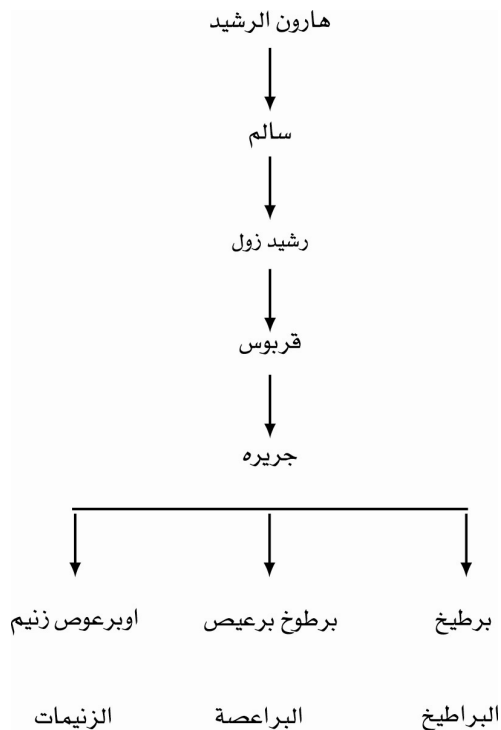 هارون الرشيد
سالم
رشيد زول
قربوس
جريره
برطيخ
برطوخ برعيص
اوبرعوص زنيم
البراطيخ
البراعصة
الزنيمات